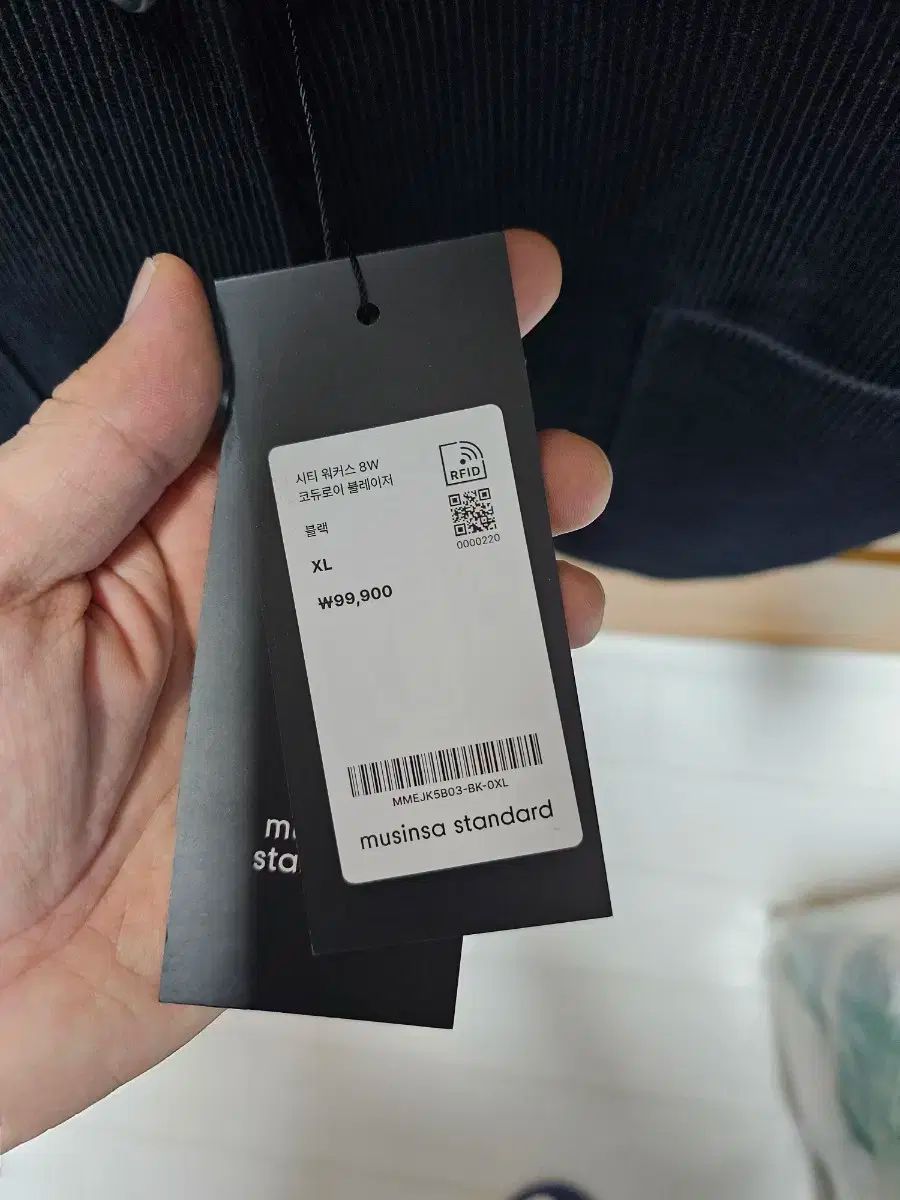 시티 워커스 8W
코듀로이 블레이저
블랙
XL
₩99,900
RFID
0000220
MMEJK5B03-BK-0XL
musinsa standard